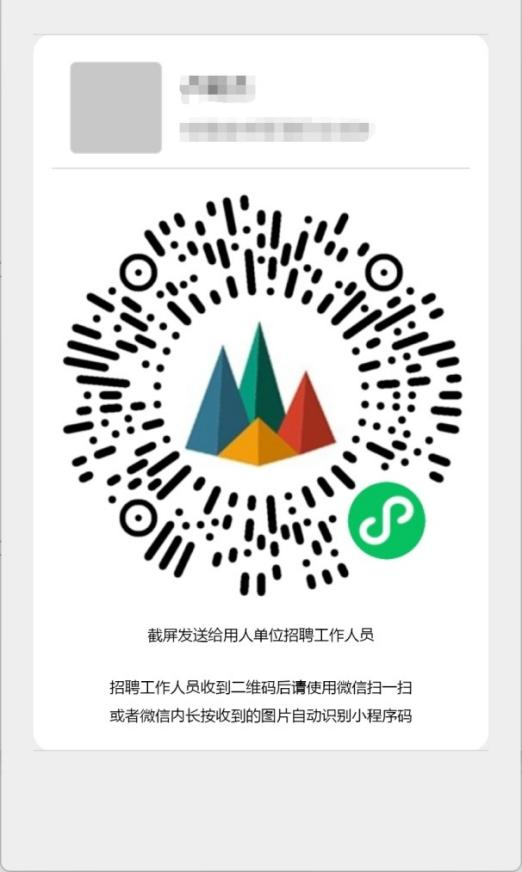 截屏发送给用人单位招聘工作人员
招聘工作人员收到二维码后请使用微信扫一扫
或者微信内长按收到的图片自动识别小程序码